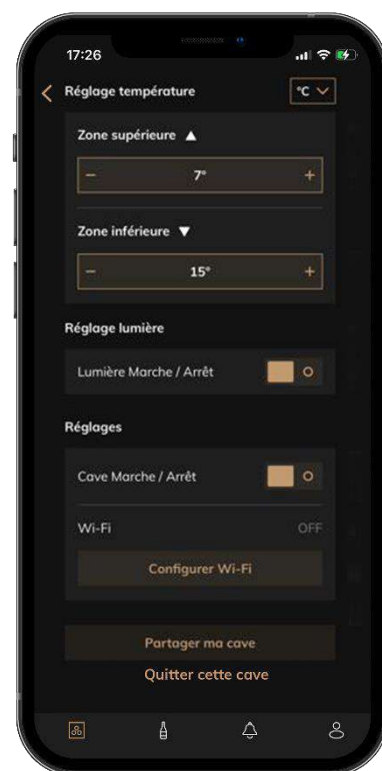 17:26
Réglage température
°C
Zone supérieure ▲
− 7° +
Zone inférieure ▼
− 15° +
Réglage lumière
Lumière Marche / Arrêt
Réglages
Cave Marche / Arrêt
Wi-Fi OFF
Configurer Wi-Fi
Partager ma cave
Quitter cette cave